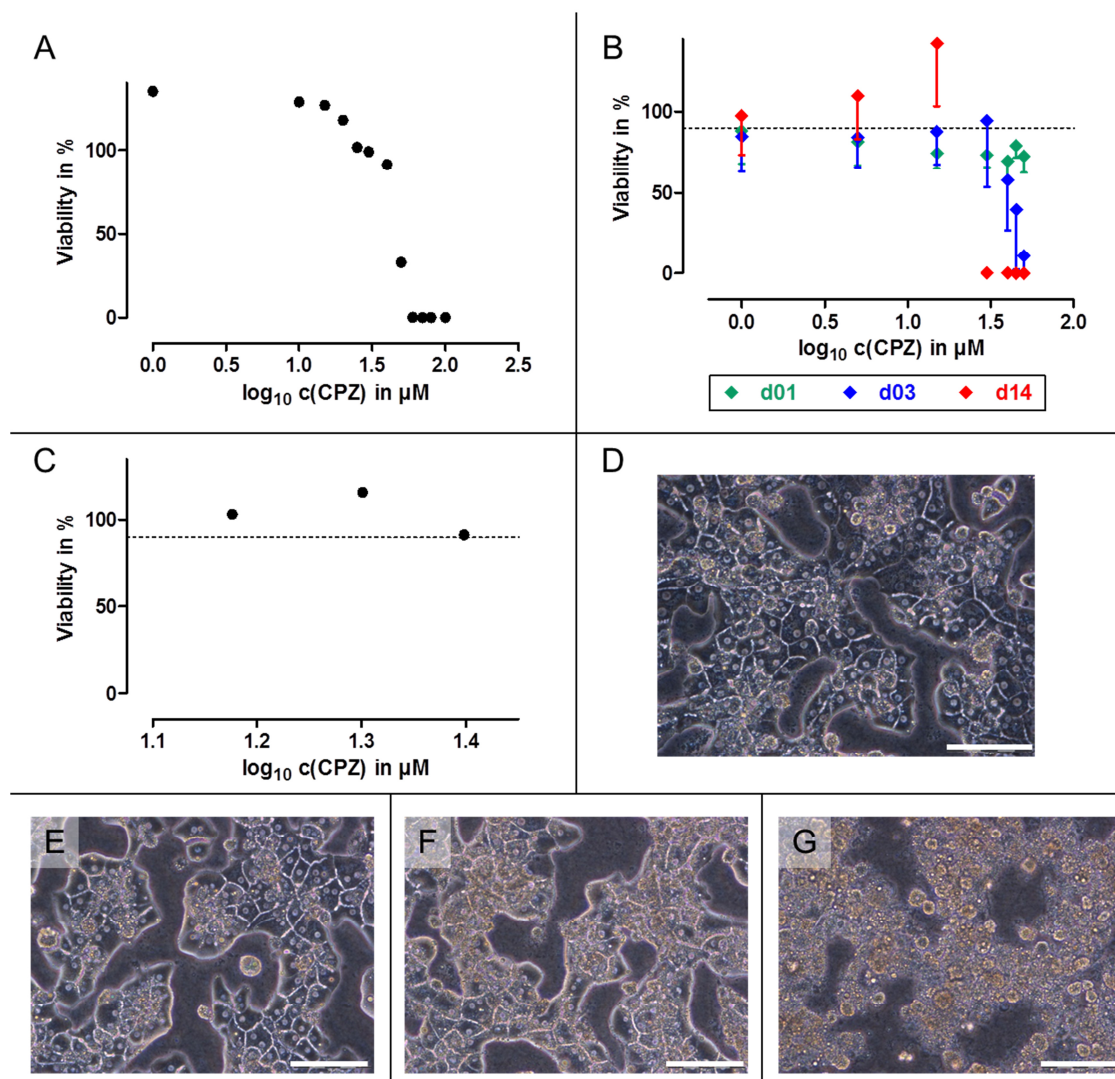 A
Viability in %
100
50
0
0.0 0.5 1.0 1.5 2.0 2.5
log10 c(CPZ) in µM
B
Viability in %
100
50
0
0.0 0.5 1.0 1.5 2.0
log10 c(CPZ) in µM
d01 d03 d14
C
Viability in %
100
50
0
1.1 1.2 1.3 1.4
log10 c(CPZ) in µM
D
E
F
G